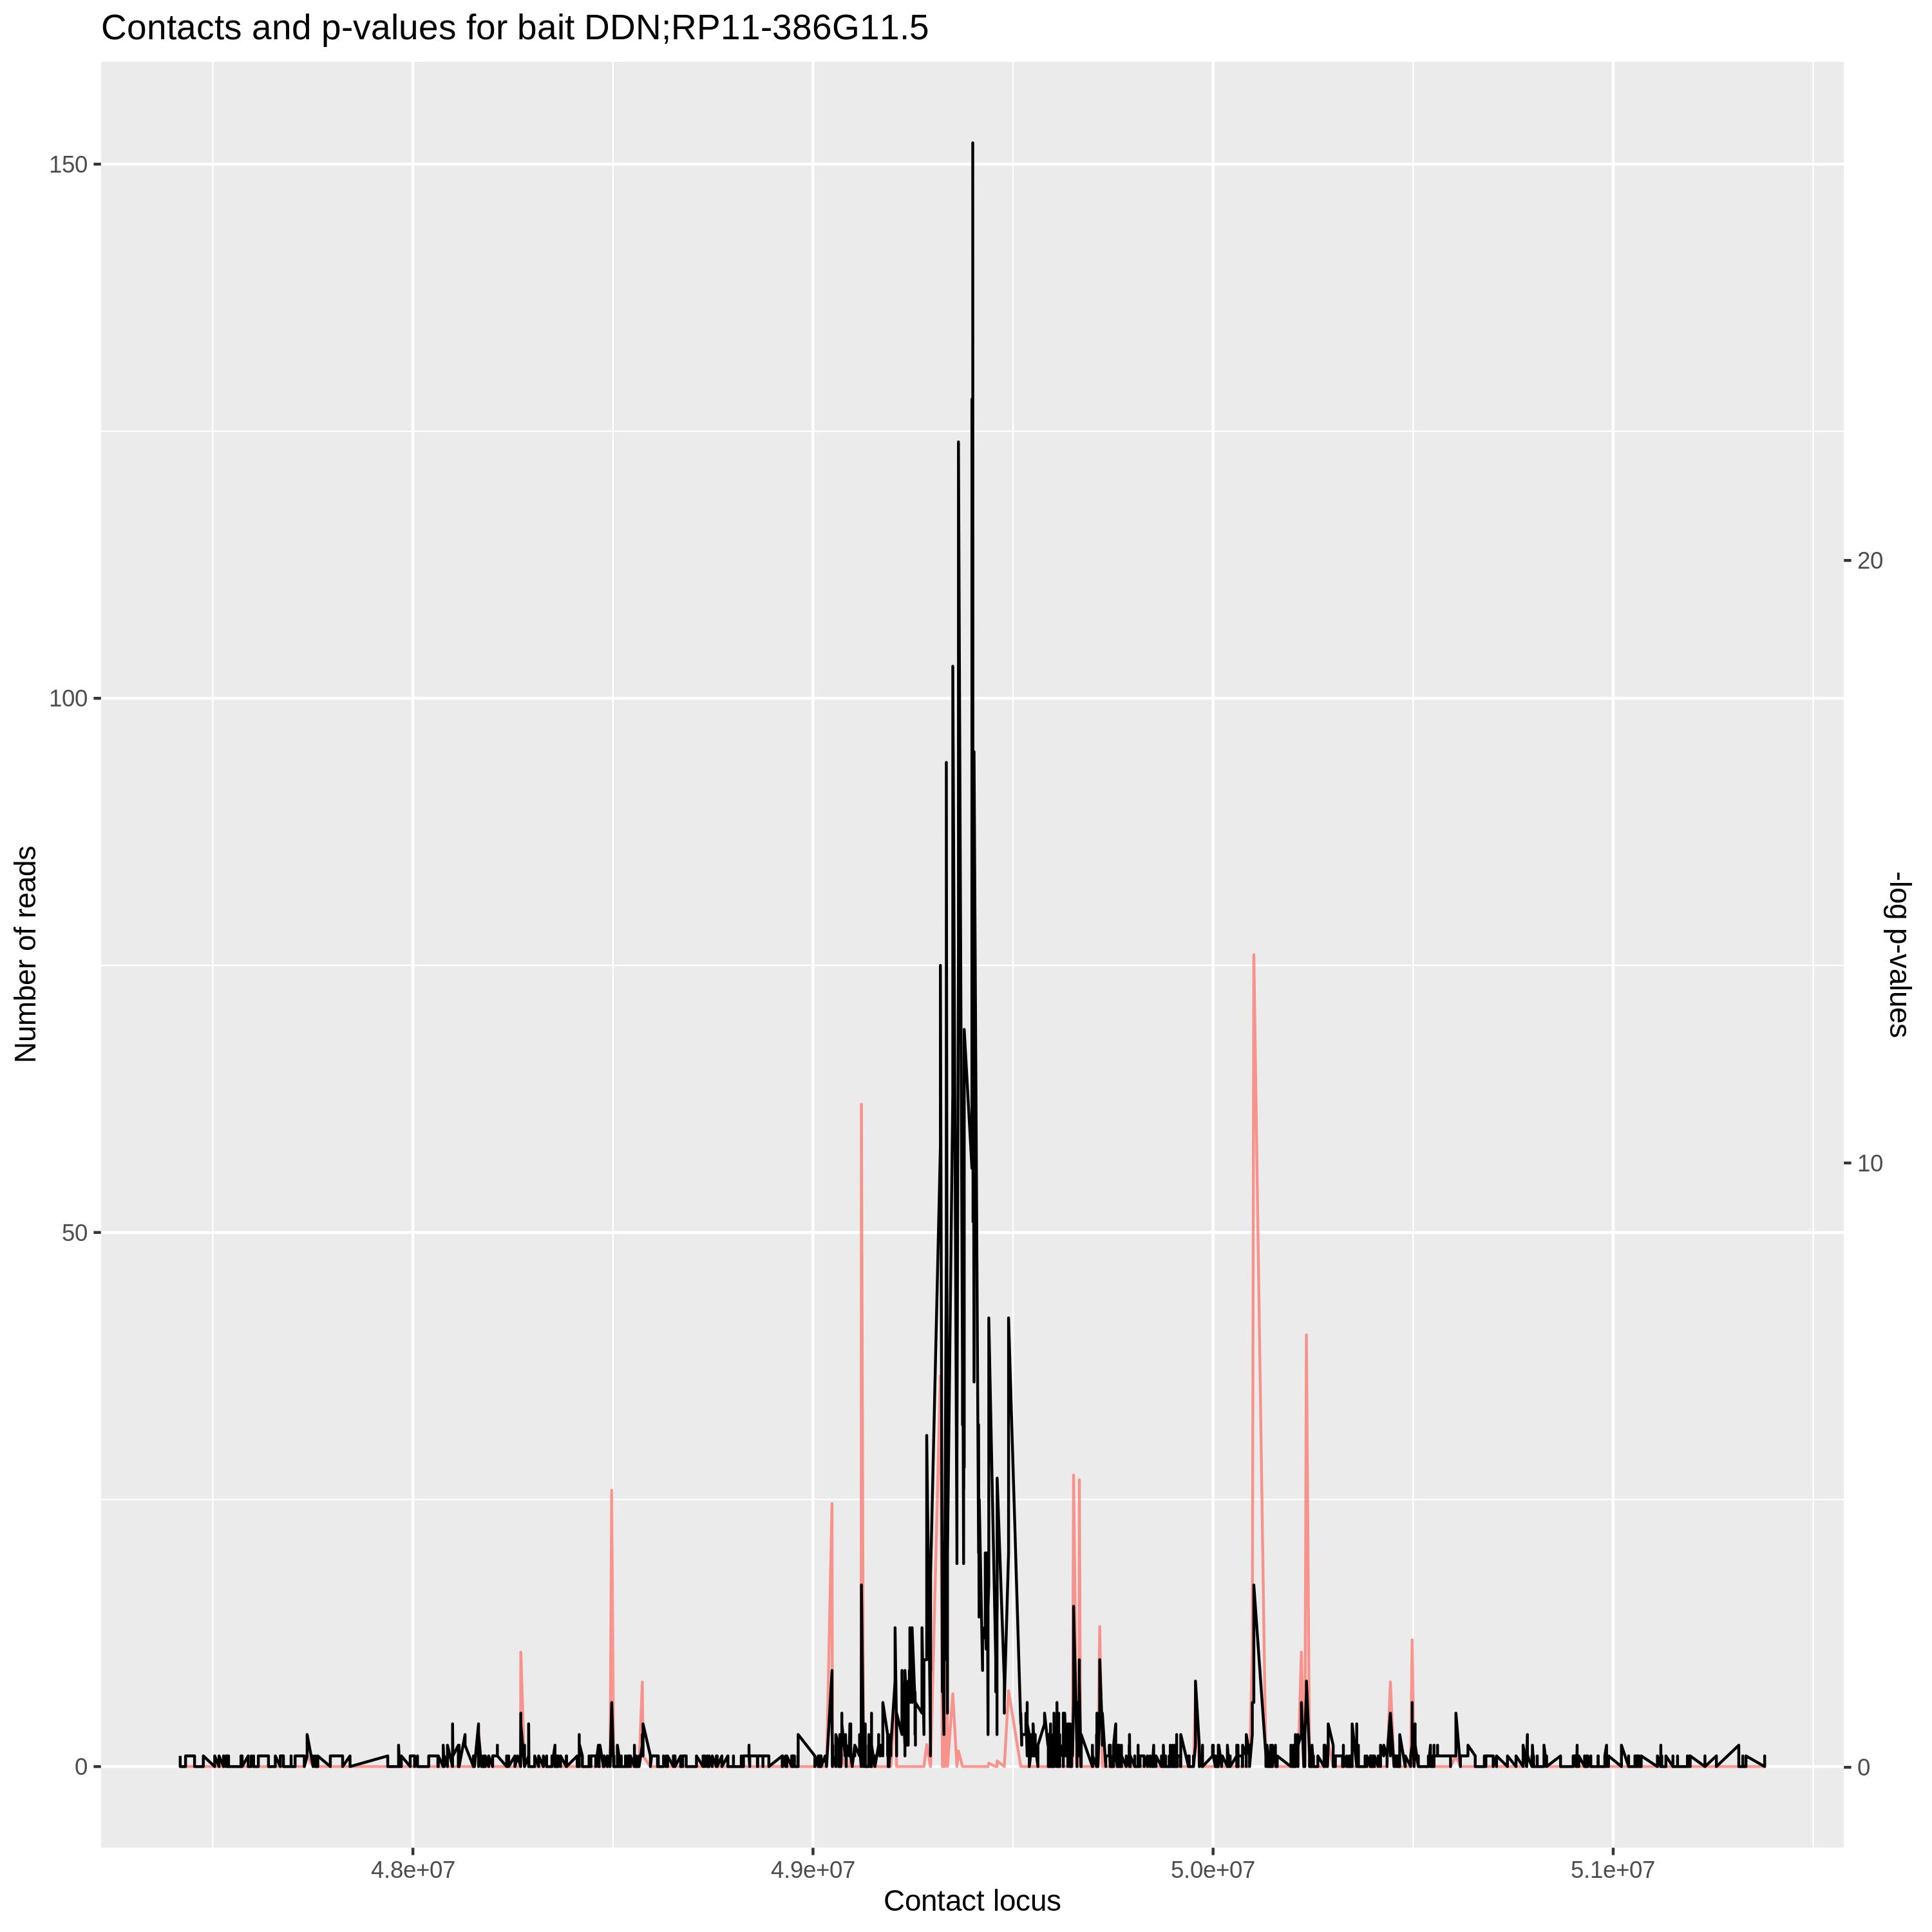 Contacts and p-values for bait DDN;RP11-386G11.5
150
100
50
0
20
10
0
Number of reads
-log p-values
4.8e+07
4.9e+07
5.0e+07
5.1e+07
Contact locus